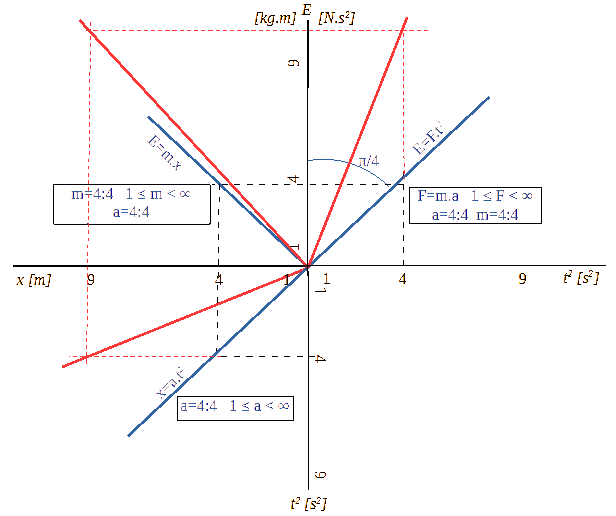 E
[kg.m] [N.s²]
9
E=m.x
E=F.t²
π/4
4
m=4:4 1 ≤ m < ∞
a=4:4
F=m.a 1 ≤ F < ∞
a=4:4 m=4:4
1
x [m] 9 4 1 1 4 9 t² [s²]
1
4
x=a.t²
a=4:4 1 ≤ a < ∞
9
t² [s²]